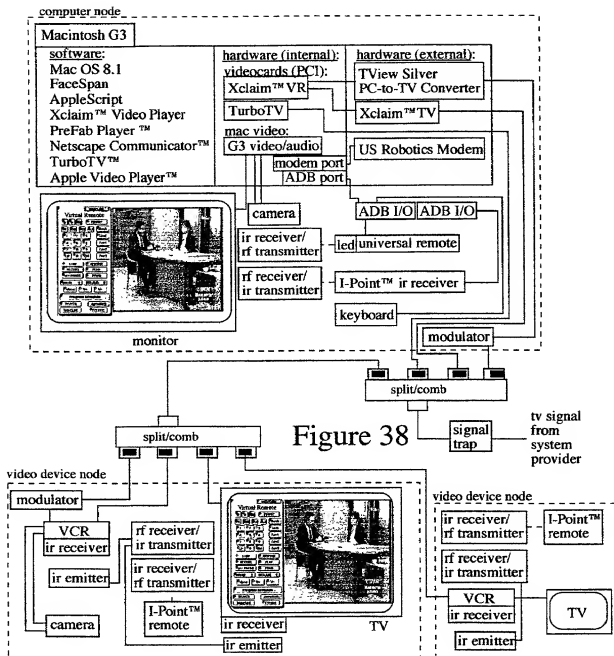 computer node
Macintosh G3
software:
Mac OS 8.1
FaceSpan
AppleScript
Xclaim™ Video Player
PreFab Player ™
Netscape Communicator™
TurboTV™
Apple Video Player™
hardware (internal):
videocards (PCI):
Xclaim™ VR
TurboTV
mac video:
G3 video/audio
modem port
ADB port
hardware (external):
TView Silver
PC-to-TV Converter
Xclaim™TV
US Robotics Modem
camera
ADB I/O
ADB I/O
ir receiver/
rf transmitter
led
universal remote
rf receiver/
ir transmitter
I-Point™ ir receiver
keyboard
Virtual Remote
monitor
modulator
split/comb
signal
trap
tv signal
from
system
provider
split/comb
Figure 38
video device node
modulator
VCR
ir receiver
ir emitter
camera
rf receiver/
ir transmitter
ir receiver/
rf transmitter
I-Point™
remote
Virtual Remote
ir receiver
TV
ir emitter
video device node
ir receiver/
rf transmitter
I-Point™
remote
rf receiver/
ir transmitter
VCR
ir receiver
ir emitter
TV